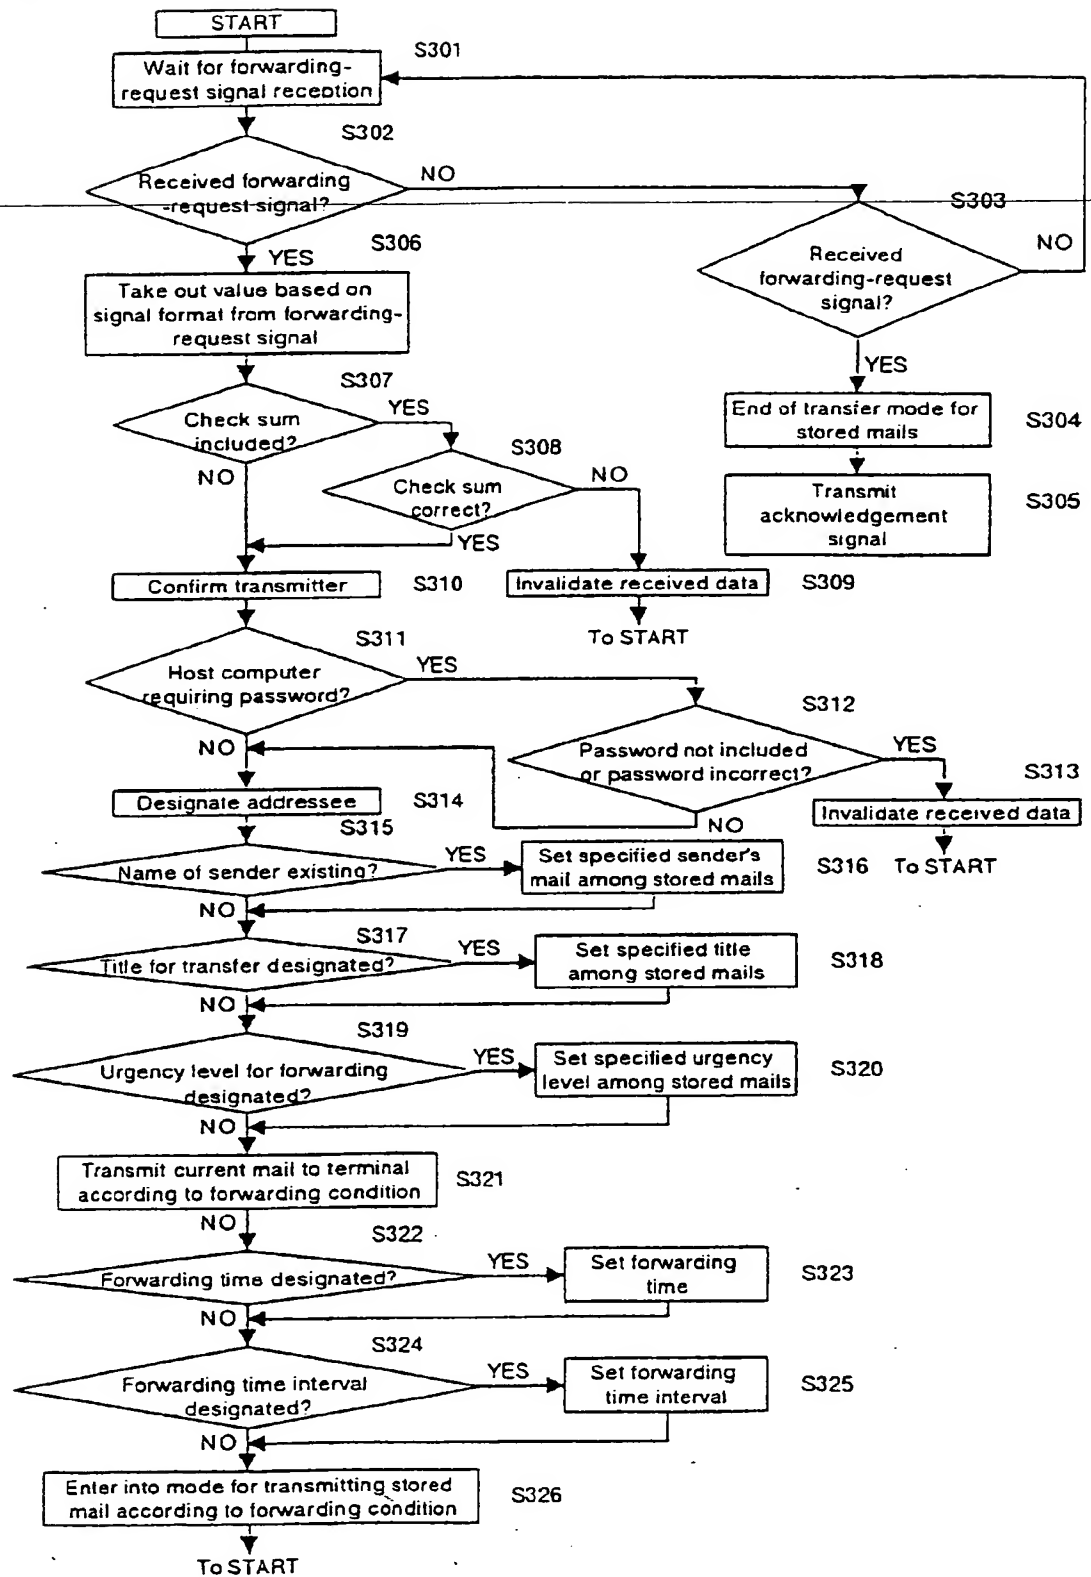 START
S301
Wait for forwarding-
request signal reception
S302
Received forwarding
-request signal?
NO
S303
Received
forwarding-request
signal?
NO
YES
S306
YES
Take out value based on
signal format from forwarding-
request signal
End of transfer mode for
stored mails
S304
Transmit
acknowledgement
signal
S305
S307
Check sum
included?
YES
NO
S308
Check sum
correct?
NO
YES
Confirm transmitter
S310
Invalidate received data
S309
To START
S311
Host computer
requiring password?
YES
NO
S312
Password not included
or password incorrect?
YES
NO
S313
Invalidate received data
To START
Designate addressee
S314
S315
Name of sender existing?
YES
NO
Set specified sender's
mail among stored mails
S316
S317
Title for transfer designated?
YES
NO
Set specified title
among stored mails
S318
S319
Urgency level for forwarding
designated?
YES
NO
Set specified urgency
level among stored mails
S320
Transmit current mail to terminal
according to forwarding condition
S321
NO
S322
Forwarding time designated?
YES
NO
Set forwarding
time
S323
S324
Forwarding time interval
designated?
YES
NO
Set forwarding
time interval
S325
Enter into mode for transmitting stored
mail according to forwarding condition
S326
To START